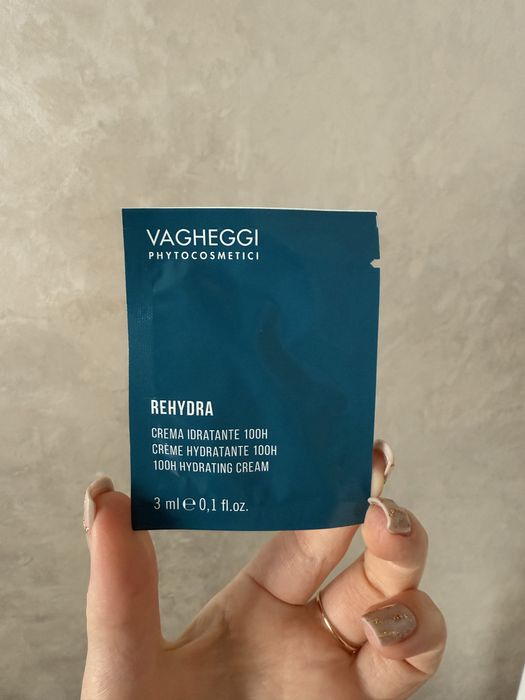 VAGHEGGI
PHYTOCOSMETICI
REHYDRA
CREMA IDRATANTE 100H
CRÈME HYDRATANTE 100H
100H HYDRATING CREAM
3 ml ℮ 0,1 fl.oz.